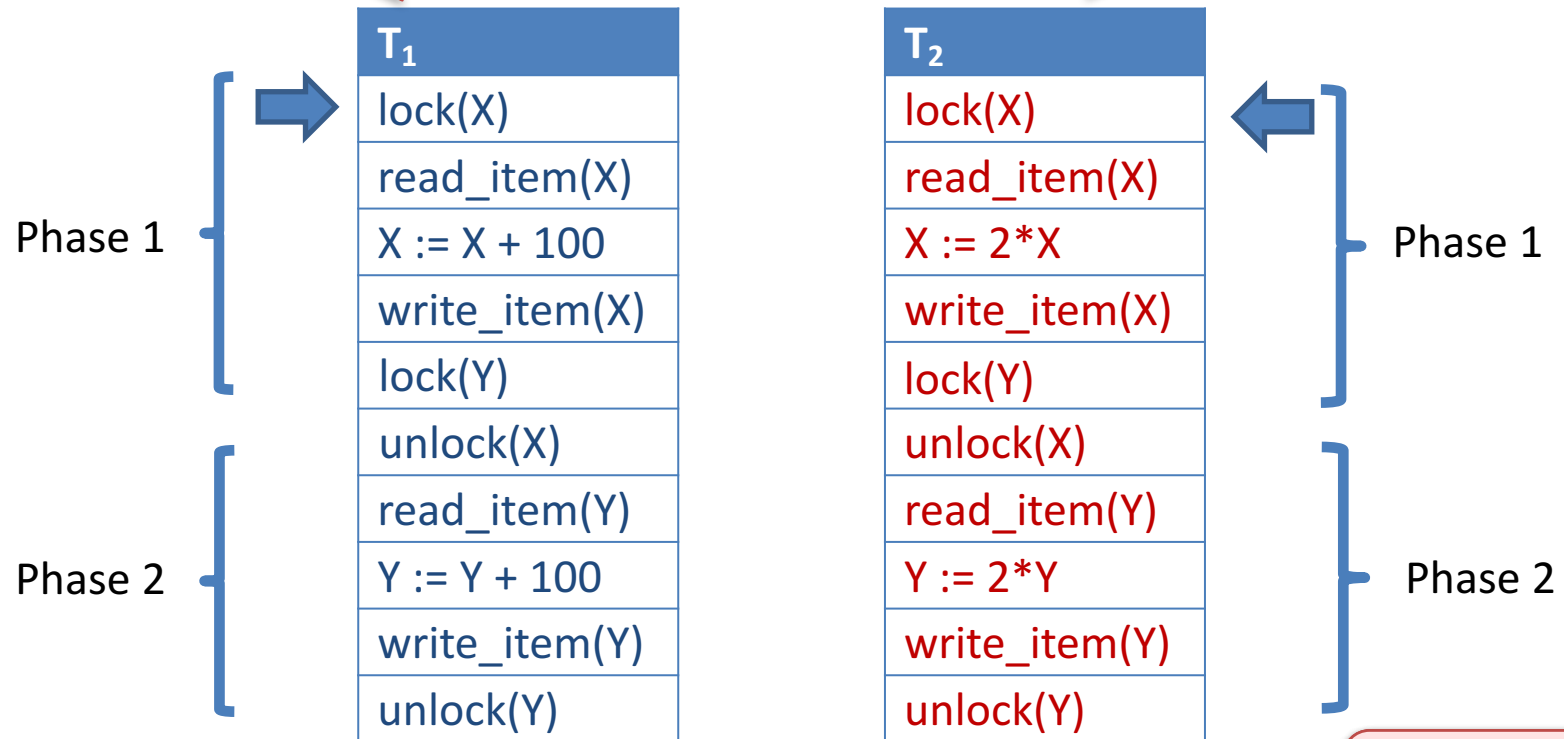 T₁
lock(X)
read_item(X)
X := X + 100
write_item(X)
lock(Y)
unlock(X)
read_item(Y)
Y := Y + 100
write_item(Y)
unlock(Y)
Phase 1
Phase 2
T₂
lock(X)
read_item(X)
X := 2*X
write_item(X)
lock(Y)
unlock(X)
read_item(Y)
Y := 2*Y
write_item(Y)
unlock(Y)
Phase 1
Phase 2